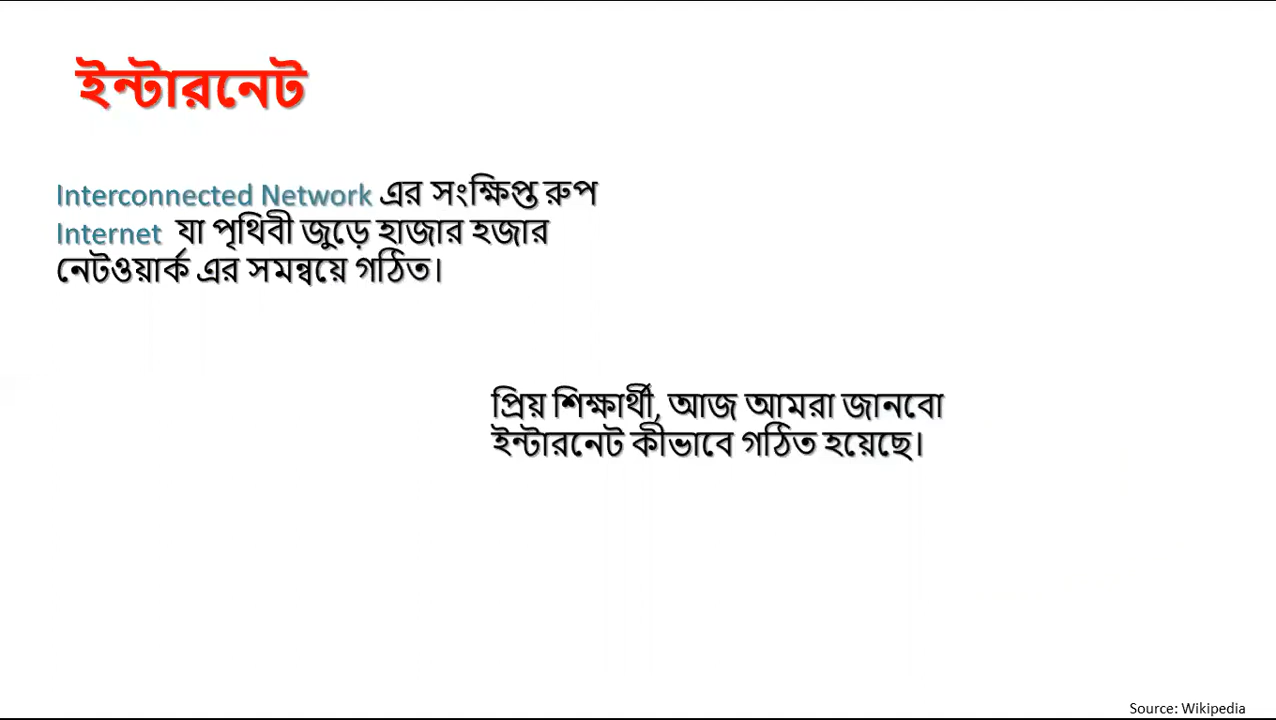 ইন্টারনেট
Interconnected Network এর সংক্ষিপ্ত রুপ
Internet যা পৃথিবী জুড়ে হাজার হজার
নেটওয়ার্ক এর সমন্বয়ে গঠিত।
প্রিয় শিক্ষার্থী, আজ আমরা জানবো
ইন্টারনেট কীভাবে গঠিত হয়েছে।
Source: Wikipedia